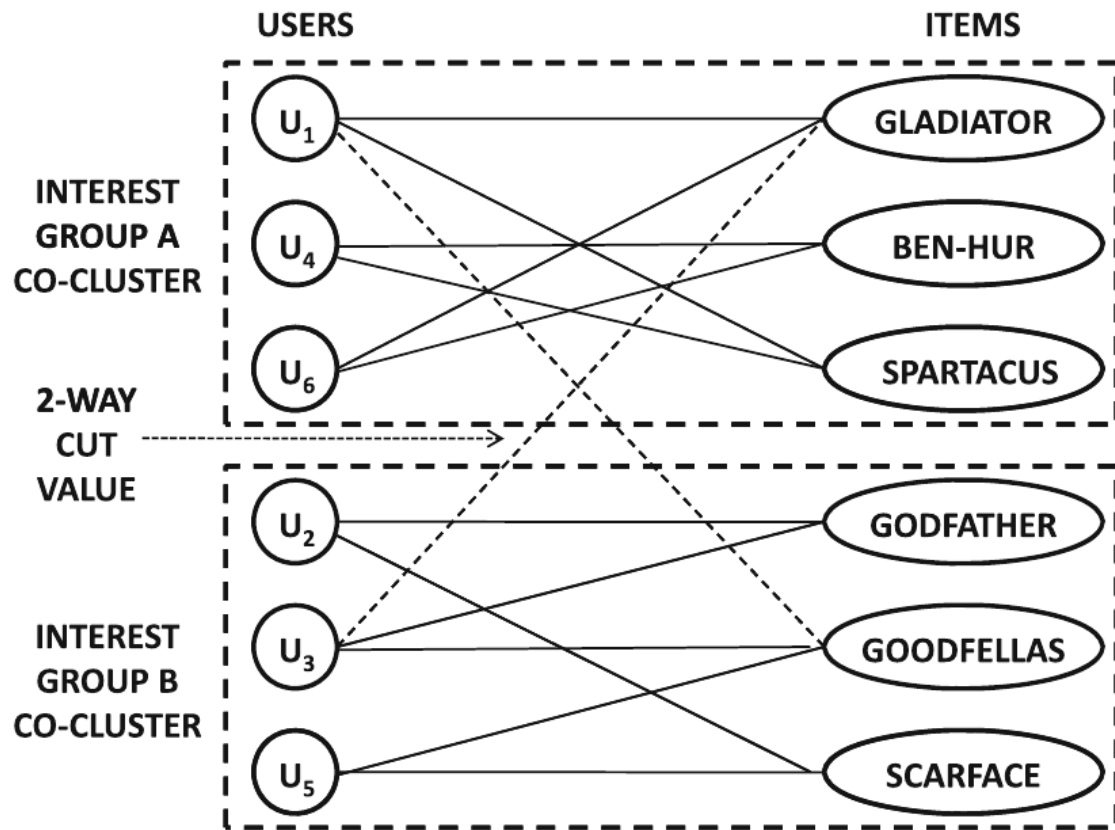 USERS
ITEMS
U1
GLADIATOR
INTEREST
GROUP A
CO-CLUSTER
U4
BEN-HUR
U6
SPARTACUS
2-WAY
CUT
VALUE
U2
GODFATHER
INTEREST
GROUP B
CO-CLUSTER
U3
GOODFELLAS
U5
SCARFACE